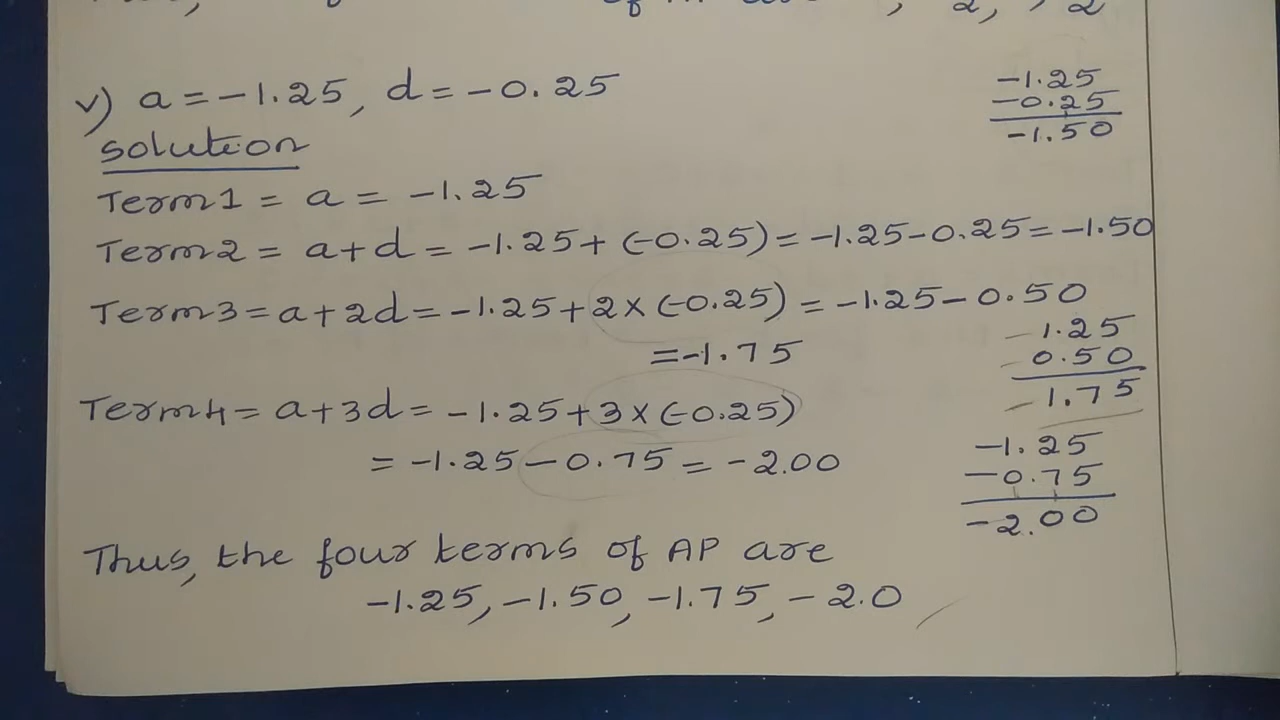 of AP
v) a = -1.25, d = -0.25
solution
Term1 = a = -1.25
Term2 = a+d = -1.25+(-0.25) = -1.25-0.25 = -1.50
Term3 = a+2d = -1.25+2×(-0.25) = -1.25-0.50
= -1.75
Term4 = a+3d = -1.25+3×(-0.25)
= -1.25-0.75 = -2.00
Thus, the four terms of AP are
-1.25, -1.50, -1.75, -2.0
-1.25
-0.25
-1.50
-1.25
-0.50
-1.75
-1.25
-0.75
-2.00